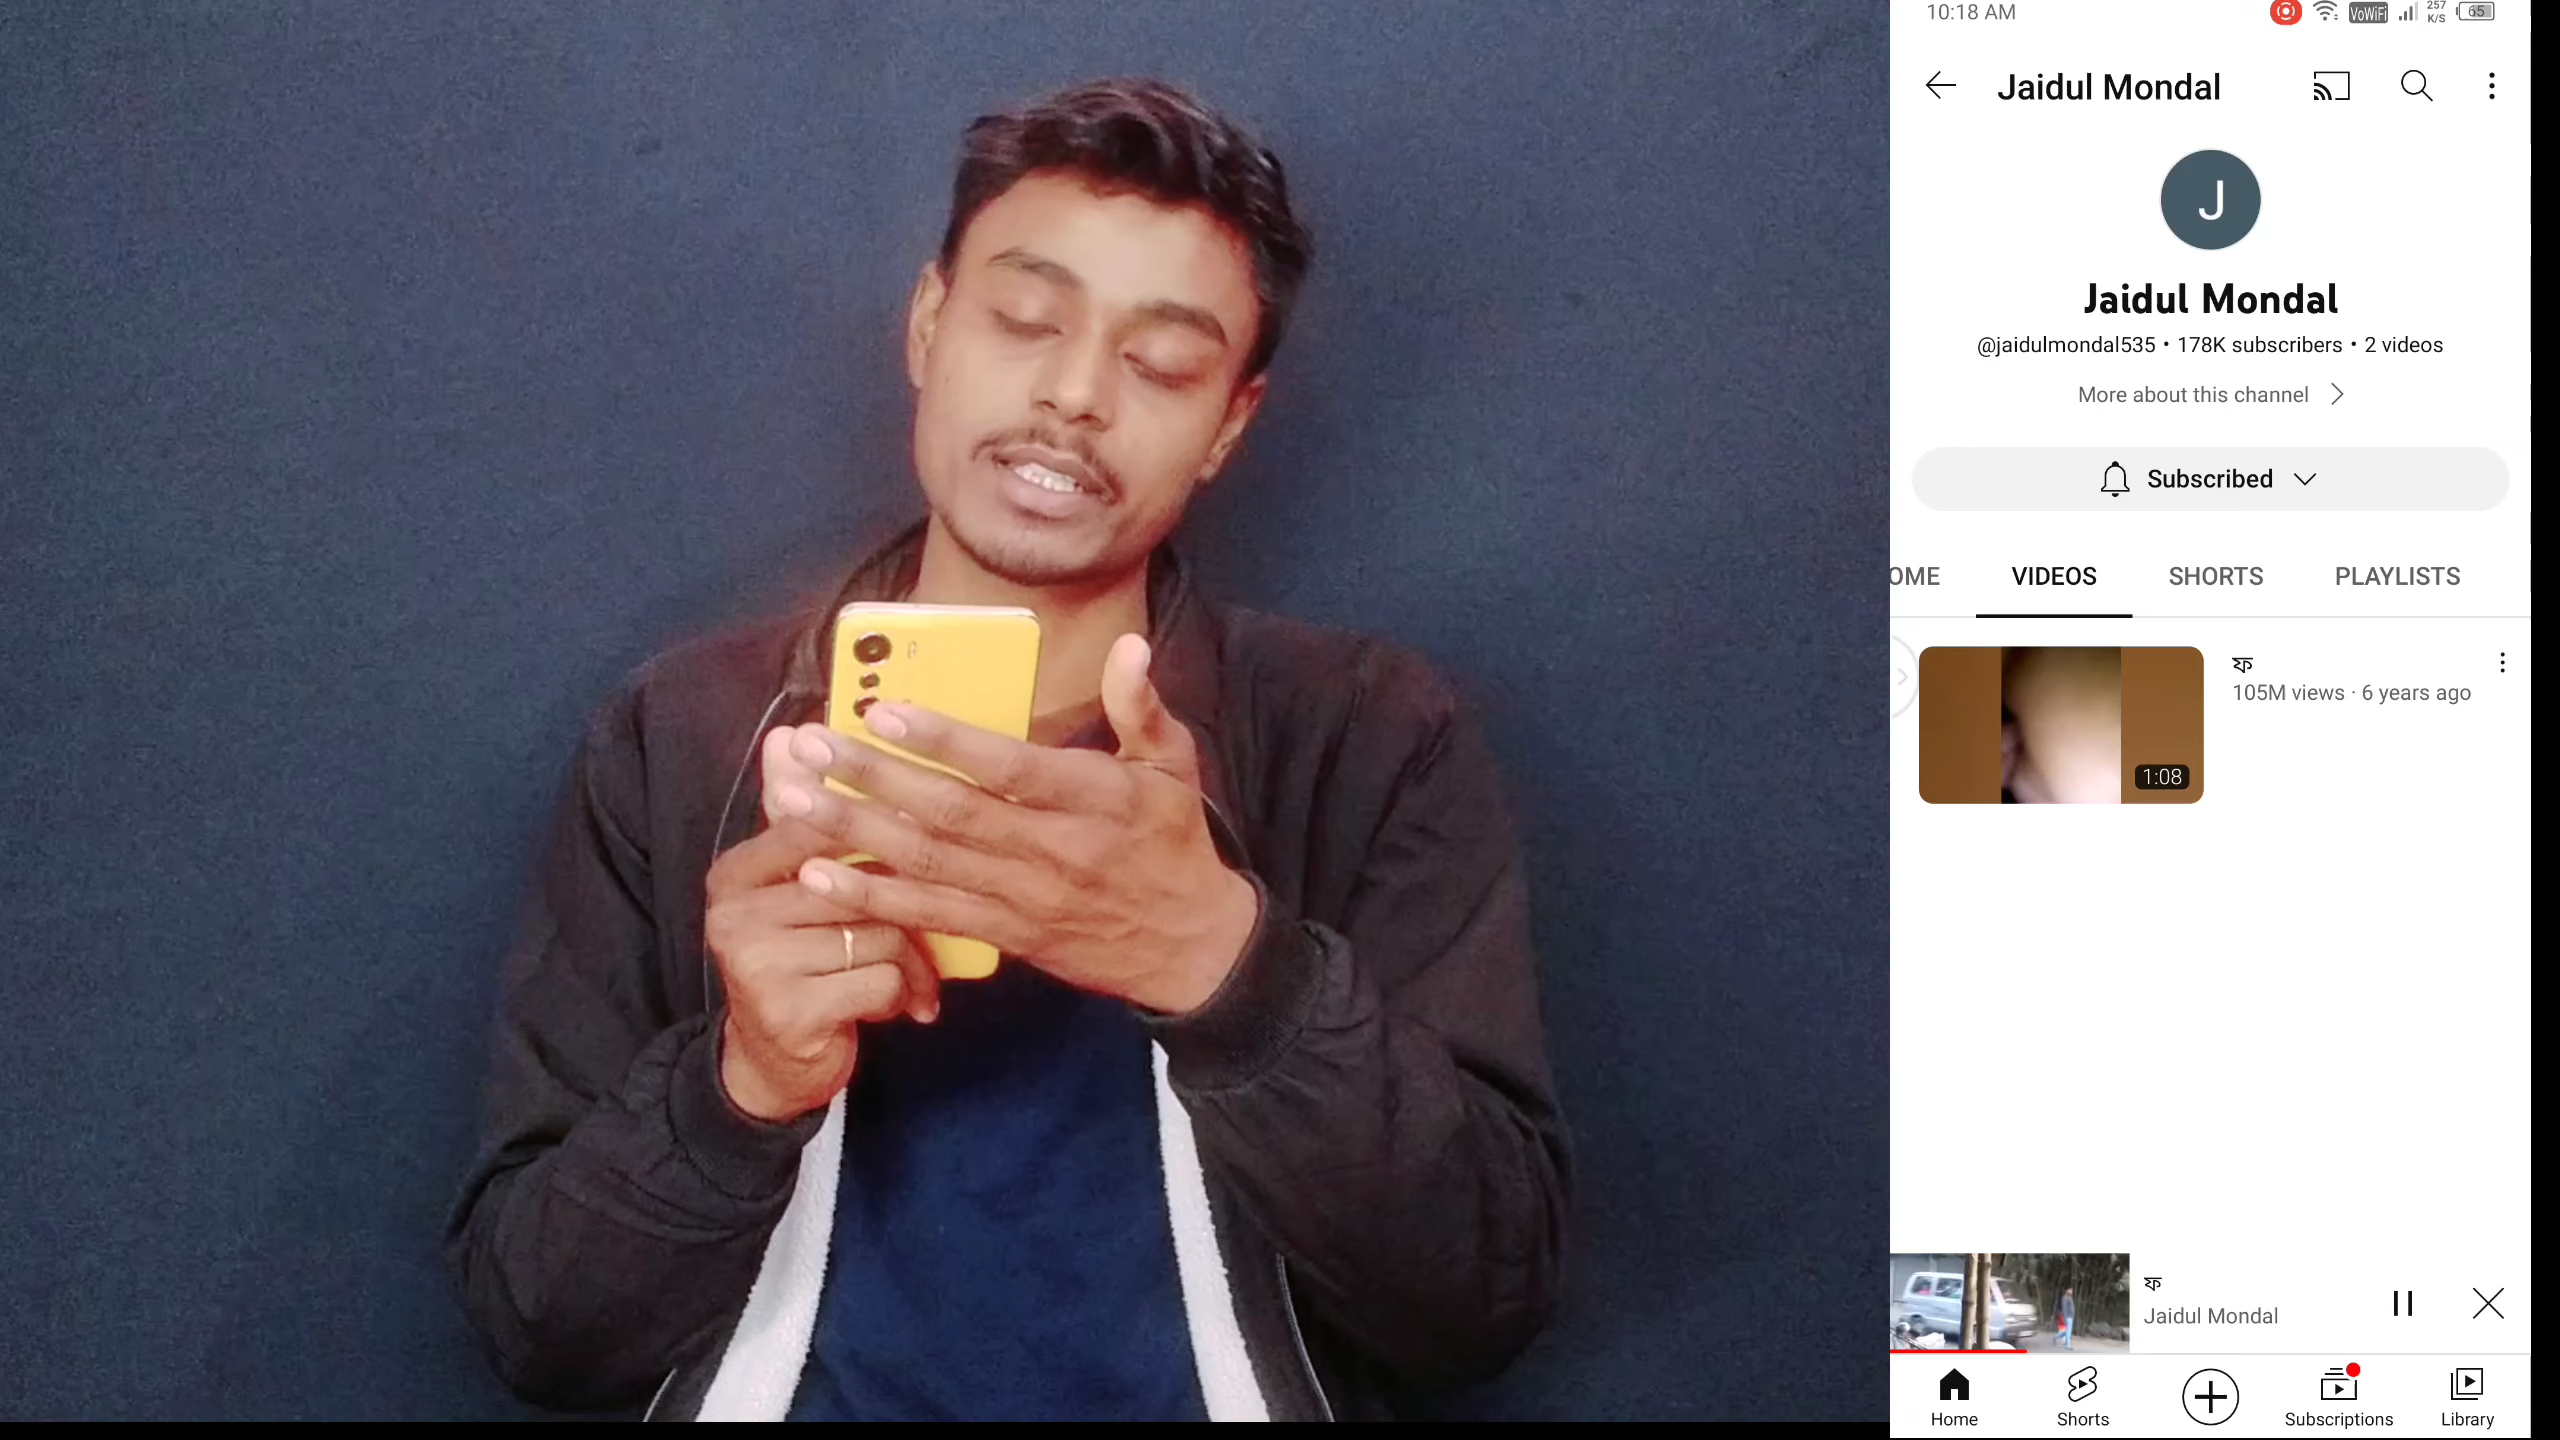 10:18 AM
VoWiFi
257
K/S
65
Jaidul Mondal
J
Jaidul Mondal
@jaidulmondal535 • 178K subscribers • 2 videos
More about this channel
Subscribed
OME
VIDEOS
SHORTS
PLAYLISTS
ফ
105M views · 6 years ago
1:08
ফ
Jaidul Mondal
Home
Shorts
Subscriptions
Library